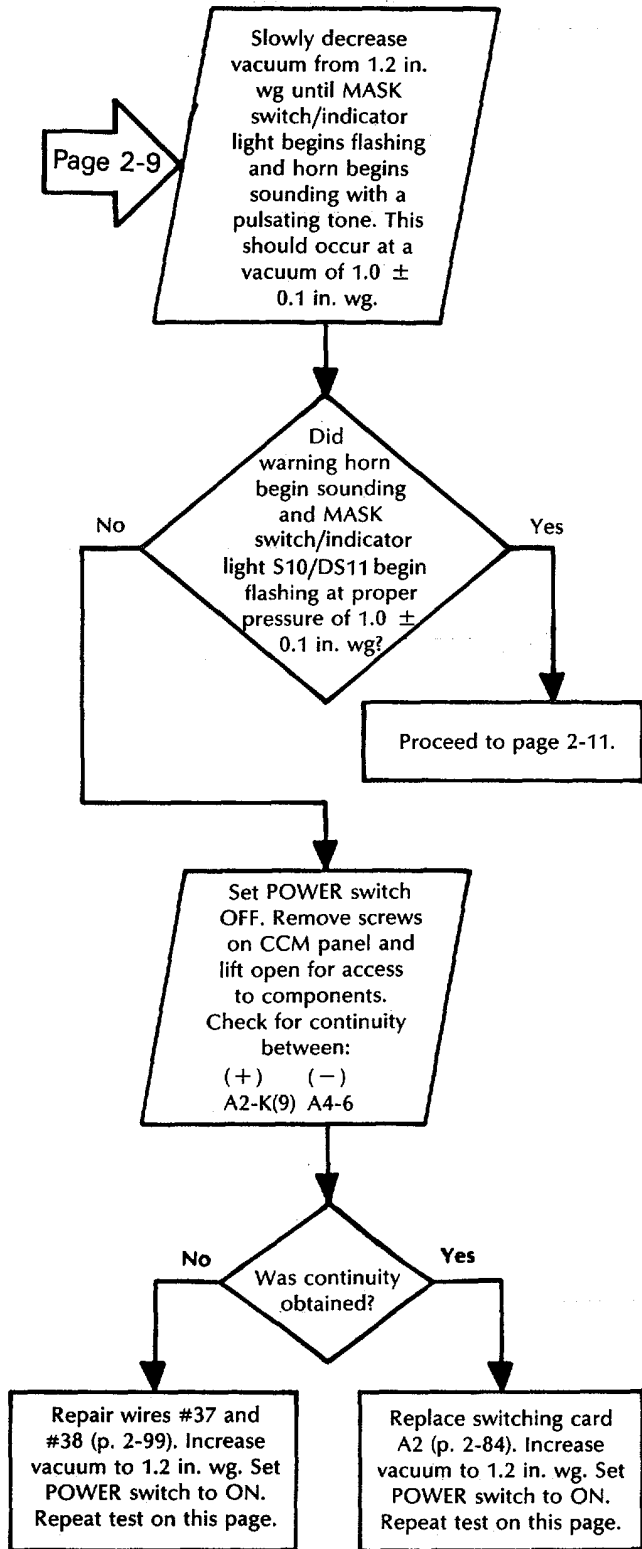 Slowly decrease
vacuum from 1.2 in.
wg until MASK
switch/indicator
light begins flashing
and horn begins
sounding with a
pulsating tone. This
should occur at a
vacuum of 1.0 ±
0.1 in. wg.
Page 2-9
Did
warning horn
begin sounding
and MASK
switch/indicator
light S10/DS11 begin
flashing at proper
pressure of 1.0 ±
0.1 in. wg?
No
Yes
Proceed to page 2-11.
Set POWER switch
OFF. Remove screws
on CCM panel and
lift open for access
to components.
Check for continuity
between:
(+) (−)
A2-K(9) A4-6
Was continuity
obtained?
No
Yes
Repair wires #37 and
#38 (p. 2-99). Increase
vacuum to 1.2 in. wg. Set
POWER switch to ON.
Repeat test on this page.
Replace switching card
A2 (p. 2-84). Increase
vacuum to 1.2 in. wg. Set
POWER switch to ON.
Repeat test on this page.